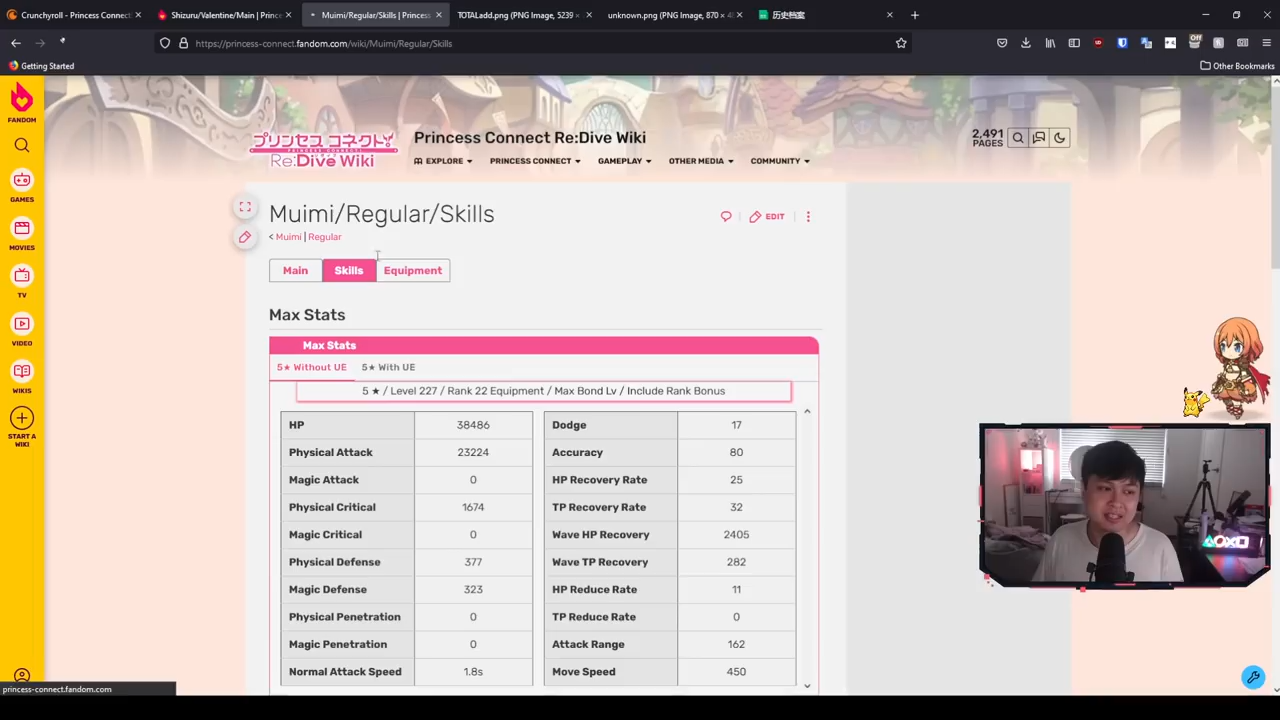 Crunchyroll - Princess Connect!
Shizuru/Valentine/Main | Prince
Muimi/Regular/Skills | Princess
TOTALadd.png (PNG Image, 5239 ×
unknown.png (PNG Image, 870 × 4
历史档案
https://princess-connect.fandom.com/wiki/Muimi/Regular/Skills
Off
Getting Started
Other Bookmarks
FANDOM
GAMES
MOVIES
TV
VIDEO
WIKIS
START A
WIKI
プリンセス コネクト!
Re:Dive Wiki
Princess Connect Re:Dive Wiki
EXPLORE
PRINCESS CONNECT
GAMEPLAY
OTHER MEDIA
COMMUNITY
2,491
PAGES
Muimi/Regular/Skills
EDIT
< Muimi | Regular
Main
Skills
Equipment
Max Stats
Max Stats
5★ Without UE
5★ With UE
5 ★ / Level 227 / Rank 22 Equipment / Max Bond Lv / Include Rank Bonus
HP 38486 Dodge 17
Physical Attack 23224 Accuracy 80
Magic Attack 0 HP Recovery Rate 25
Physical Critical 1674 TP Recovery Rate 32
Magic Critical 0 Wave HP Recovery 2405
Physical Defense 377 Wave TP Recovery 282
Magic Defense 323 HP Reduce Rate 11
Physical Penetration 0 TP Reduce Rate 0
Magic Penetration 0 Attack Range 162
Normal Attack Speed 1.8s Move Speed 450
princess-connect.fandom.com